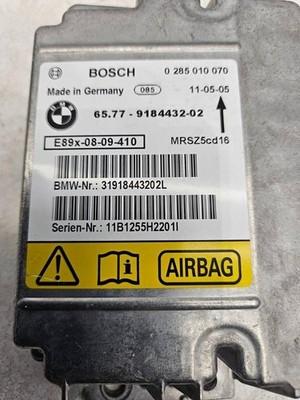 BOSCH 0 285 010 070
Made in Germany 085 11-05-05
BMW 65.77 - 9184432-02
E89x-08-09-410 MRSZ5cd16
BMW-Nr.: 31918443202L
Serien-Nr.: 11B1255H2201I
AIRBAG